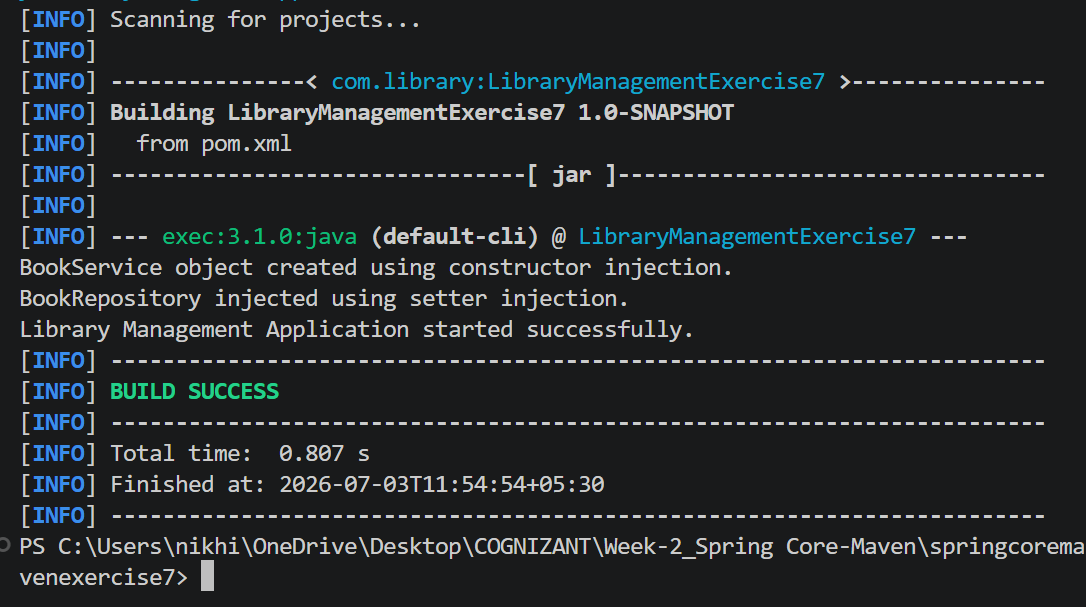 [INFO] Scanning for projects...
[INFO]
[INFO] ---------------< com.library:LibraryManagementExercise7 >---------------
[INFO] Building LibraryManagementExercise7 1.0-SNAPSHOT
[INFO]   from pom.xml
[INFO] --------------------------------[ jar ]---------------------------------
[INFO]
[INFO] --- exec:3.1.0:java (default-cli) @ LibraryManagementExercise7 ---
BookService object created using constructor injection.
BookRepository injected using setter injection.
Library Management Application started successfully.
[INFO] ------------------------------------------------------------------------
[INFO] BUILD SUCCESS
[INFO] ------------------------------------------------------------------------
[INFO] Total time:  0.807 s
[INFO] Finished at: 2026-07-03T11:54:54+05:30
[INFO] ------------------------------------------------------------------------
PS C:\Users\nikhi\OneDrive\Desktop\COGNIZANT\Week-2_Spring Core-Maven\springcorema
venexercise7>